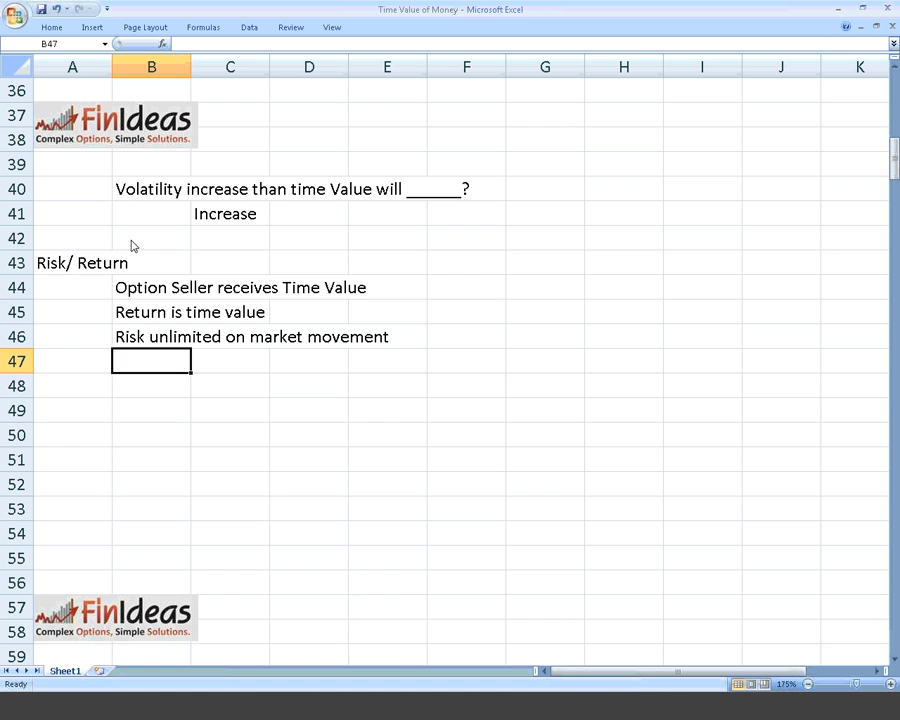 Time Value of Money - Microsoft Excel
Home Insert Page Layout Formulas Data Review View
B47 fx
A B C D E F G H I J K
36
37
FinIdeas
38
Complex Options, Simple Solutions.
39
40 Volatility increase than time Value will ______?
41 Increase
42
43 Risk/ Return
44 Option Seller receives Time Value
45 Return is time value
46 Risk unlimited on market movement
47
48
49
50
51
52
53
54
55
56
57
FinIdeas
58
Complex Options, Simple Solutions.
59
Sheet1
Ready 175%